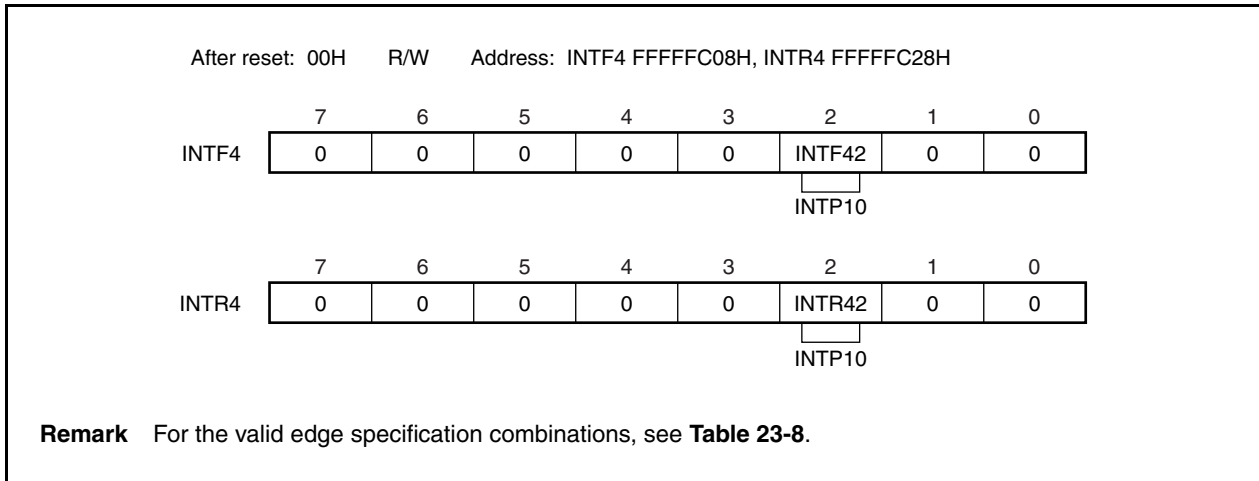 After reset: 00H R/W Address: INTF4 FFFFFC08H, INTR4 FFFFFC28H
7 6 5 4 3 2 1 0
INTF4 0 0 0 0 0 INTF42 0 0
INTP10
7 6 5 4 3 2 1 0
INTR4 0 0 0 0 0 INTR42 0 0
INTP10
Remark For the valid edge specification combinations, see Table 23-8.